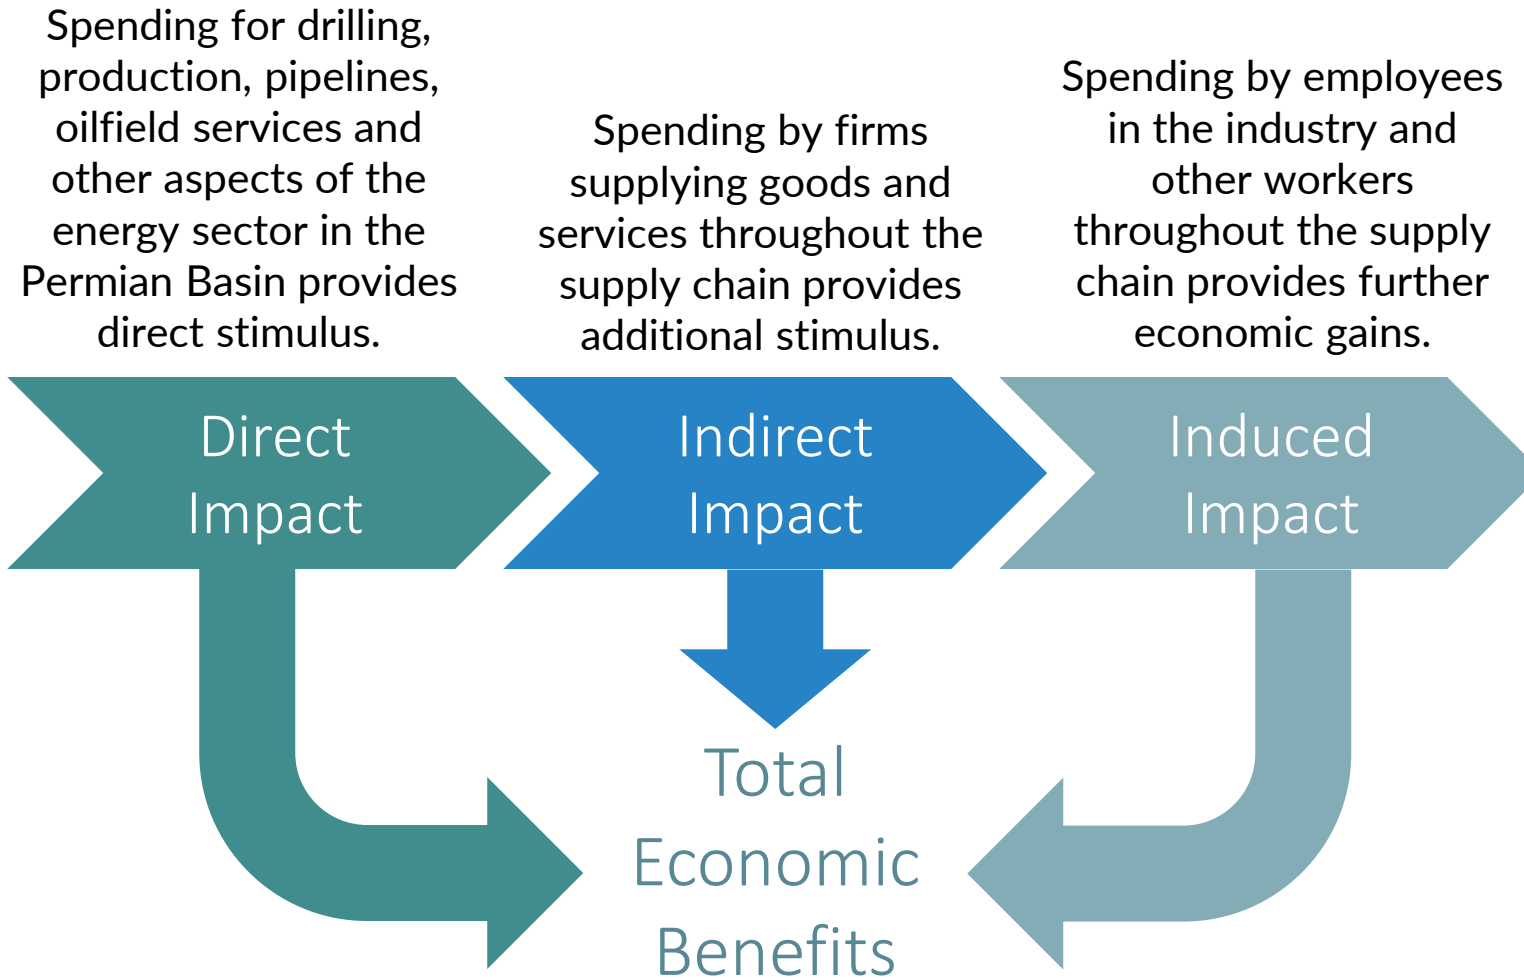 Spending for drilling,
production, pipelines,
oilfield services and
other aspects of the
energy sector in the
Permian Basin provides
direct stimulus.
Spending by firms
supplying goods and
services throughout the
supply chain provides
additional stimulus.
Spending by employees
in the industry and
other workers
throughout the supply
chain provides further
economic gains.
Direct
Impact
Indirect
Impact
Induced
Impact
Total
Economic
Benefits